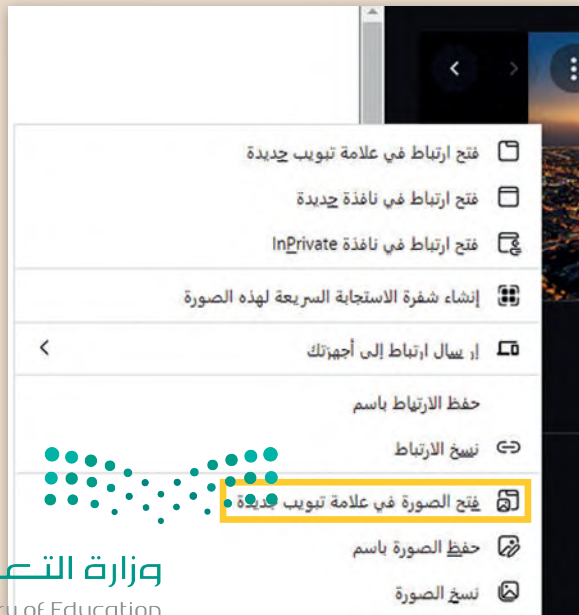 فتح ارتباط في علامة تبويب جديدة
فتح ارتباط في نافذة جديدة
فتح ارتباط في نافذة InPrivate
إنشاء شفرة الاستجابة السريعة لهذه الصورة
إرسال ارتباط إلى أجهزتك
حفظ الارتباط باسم
نسخ الارتباط
فتح الصورة في علامة تبويب جديدة
حفظ الصورة باسم
نسخ الصورة
وزارة التع
ry of Education